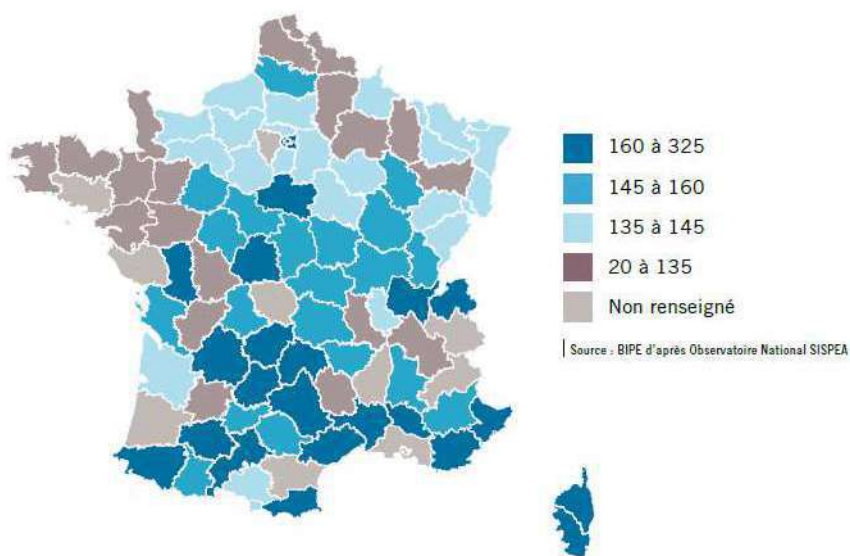 160 à 325
145 à 160
135 à 145
20 à 135
Non renseigné
Source : BIPE d'après Observatoire National SISPEA